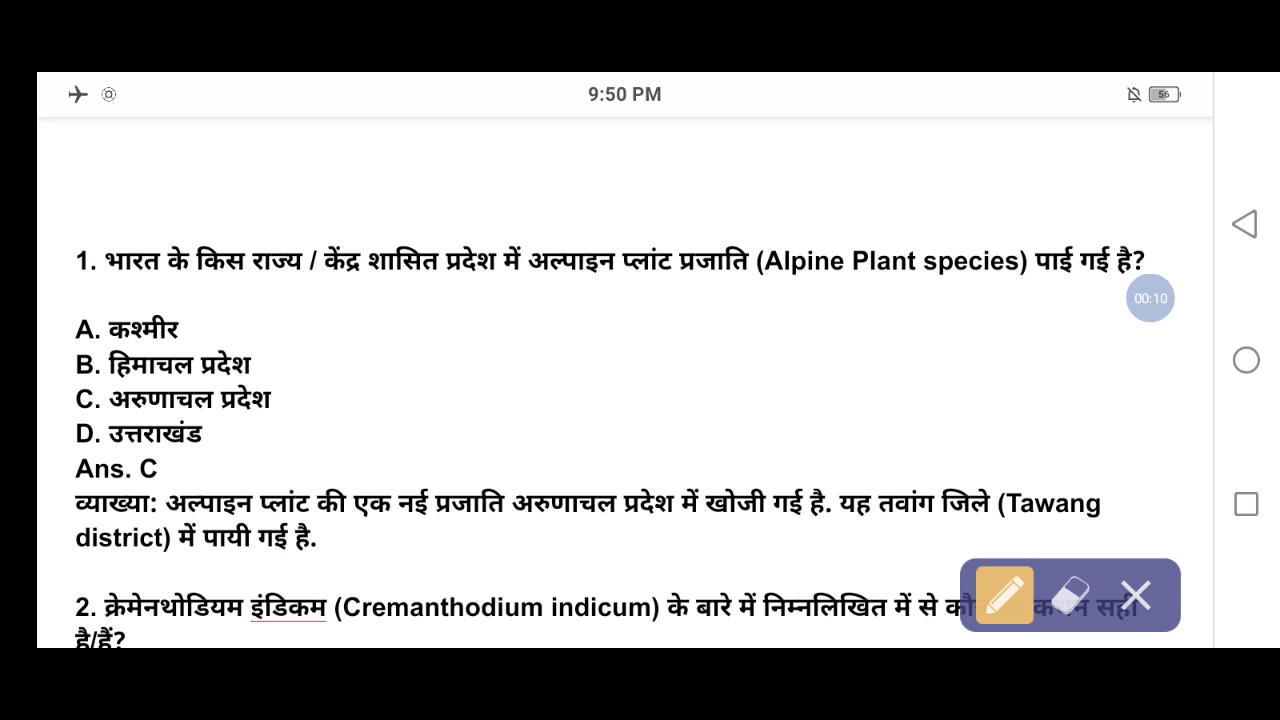 9:50 PM
56
1. भारत के किस राज्य / केंद्र शासित प्रदेश में अल्पाइन प्लांट प्रजाति (Alpine Plant species) पाई गई है?
00:10
A. कश्मीर
B. हिमाचल प्रदेश
C. अरुणाचल प्रदेश
D. उत्तराखंड
Ans. C
व्याख्या: अल्पाइन प्लांट की एक नई प्रजाति अरुणाचल प्रदेश में खोजी गई है. यह तवांग जिले (Tawang
district) में पायी गई है.
2. क्रेमेनथोडियम इंडिकम (Cremanthodium indicum) के बारे में निम्नलिखित में से सही
है/हैं?